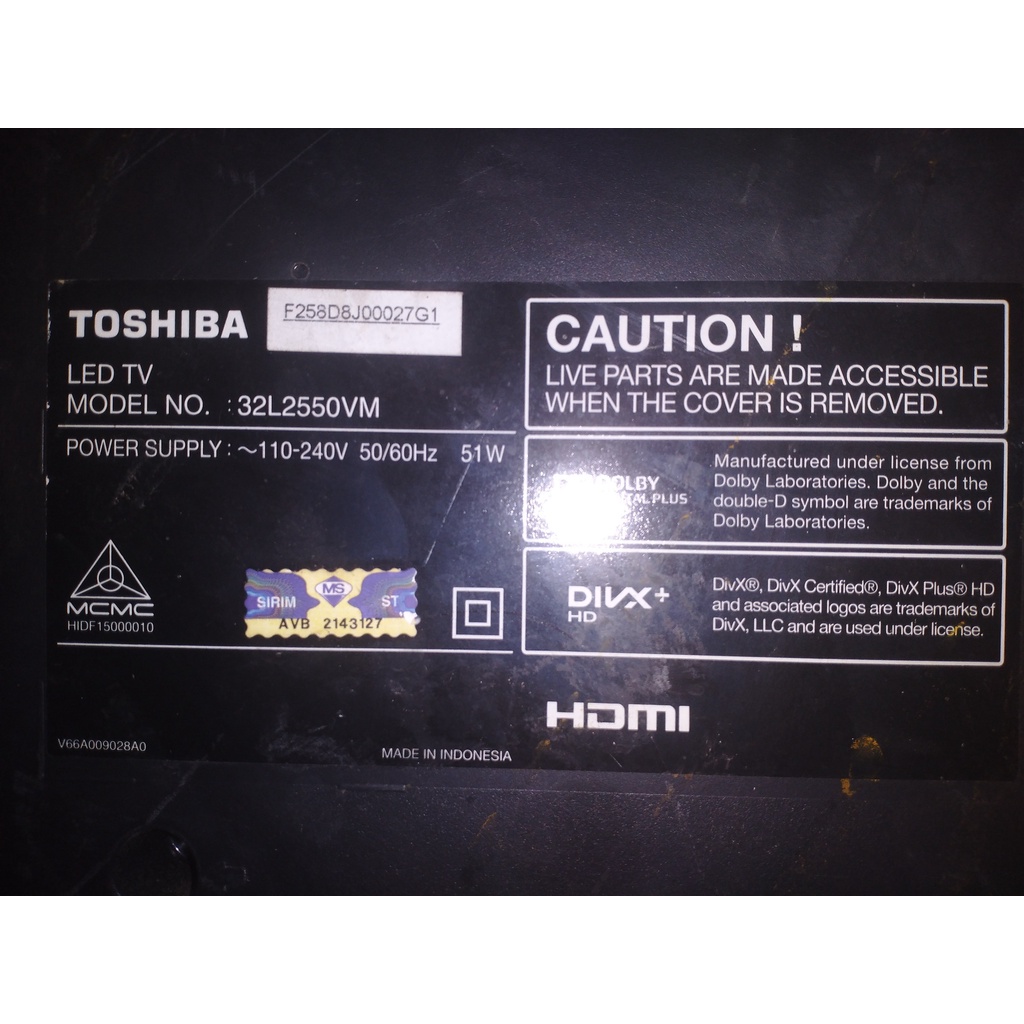 TOSHIBA
F258D8J00027G1
LED TV
MODEL NO. : 32L2550VM
POWER SUPPLY : ~110-240V 50/60Hz 51W
MCMC
HIDF15000010
SIRIM MS ST
AVB 2143127
V66A009028A0
MADE IN INDONESIA
CAUTION !
LIVE PARTS ARE MADE ACCESSIBLE
WHEN THE COVER IS REMOVED.
Manufactured under license from
Dolby Laboratories. Dolby and the
double-D symbol are trademarks of
Dolby Laboratories.
PLUS
DIVX+
HD
DivX®, DivX Certified®, DivX Plus® HD
and associated logos are trademarks of
DivX, LLC and are used under license.
HDMI